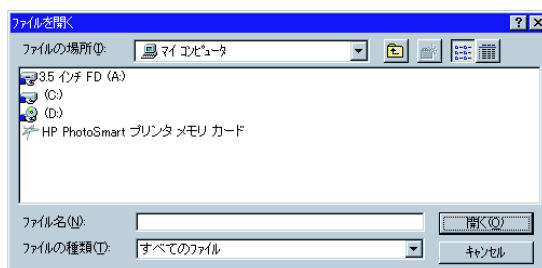 ファイルを開く
ファイルの場所(I): マイ コンピュータ
3.5 インチ FD (A:)
(C:)
(D:)
HP PhotoSmart プリンタ メモリ カード
ファイル名(N): 開く(O)
ファイルの種類(T): すべてのファイル キャンセル